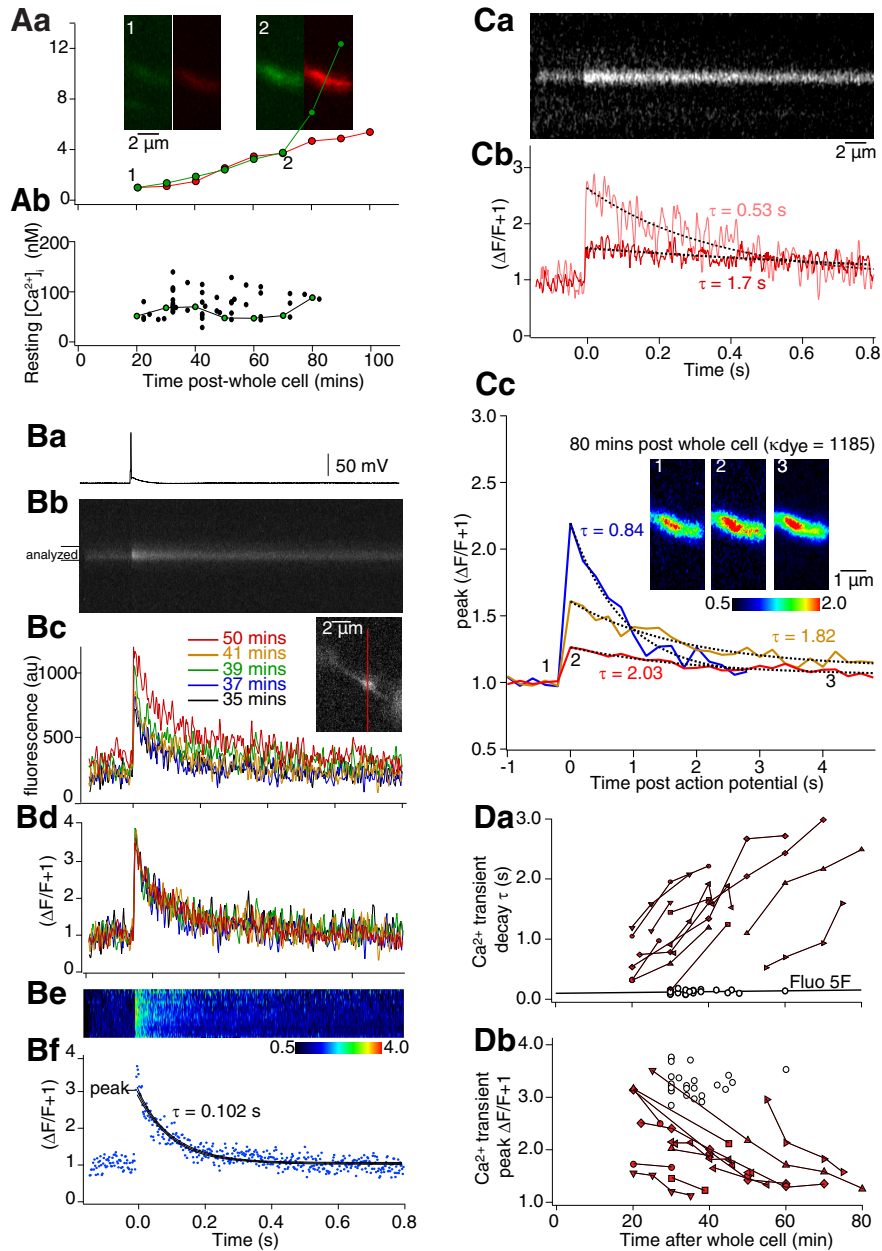 Aa
12
8
4
0
1
2
2 µm
1
2
Ab
Resting [Ca²⁺]i (nM)
200
100
0
0
20
40
60
80
100
Time post-whole cell (mins)
Ba
50 mV
Bb
analyzed
Bc
fluorescence (au)
1000
500
0
50 mins
41 mins
39 mins
37 mins
35 mins
2 µm
Bd
(ΔF/F+1)
4
3
2
1
0
Be
0.5
4.0
Bf
(ΔF/F+1)
4
3
2
1
0
peak
τ = 0.102 s
0.0
0.2
0.4
0.6
0.8
Time (s)
Ca
2 µm
Cb
(ΔF/F+1)
3
2
1
0
τ = 0.53 s
τ = 1.7 s
0.0
0.2
0.4
0.6
0.8
Time (s)
Cc
peak (ΔF/F+1)
3.0
2.5
2.0
1.5
1.0
0.5
80 mins post whole cell (κdye = 1185)
1
2
3
1 µm
0.5
2.0
τ = 0.84
τ = 1.82
τ = 2.03
1
2
3
-1
0
1
2
3
4
Time post action potential (s)
Da
Ca²⁺ transient
decay τ (s)
3.0
2.0
1.0
0.0
Fluo 5F
0
20
40
60
80
Db
Ca²⁺ transient
peak ΔF/F+1
4.0
3.0
2.0
1.0
20
40
60
80
Time after whole cell (min)